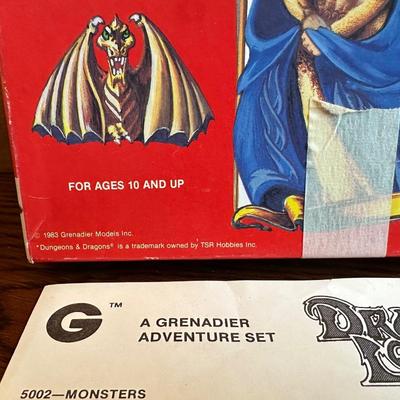 FOR AGES 10 AND UP
© 1983 Grenadier Models Inc.
"Dungeons & Dragons® is a trademark owned by TSR Hobbies Inc.
G™
A GRENADIER
ADVENTURE SET
5002—MONSTERS